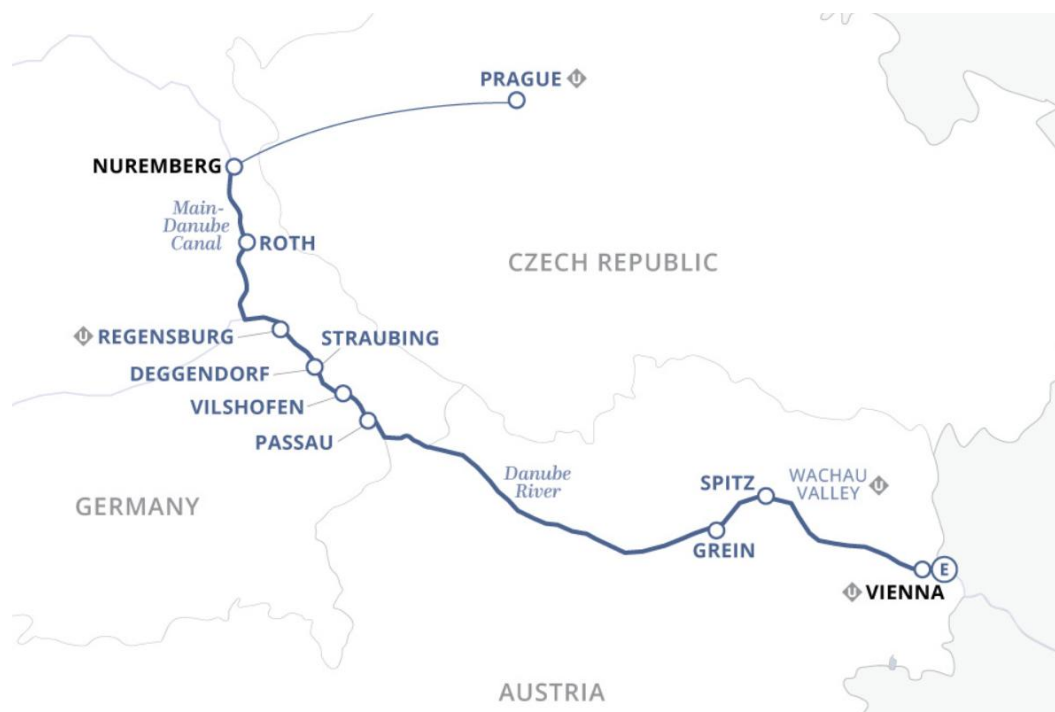 PRAGUE U
NUREMBERG
Main-
Danube
Canal
ROTH
CZECH REPUBLIC
U REGENSBURG
STRAUBING
DEGGENDORF
VILSHOFEN
PASSAU
Danube
River
SPITZ
WACHAU
VALLEY U
GERMANY
GREIN
E
U VIENNA
AUSTRIA